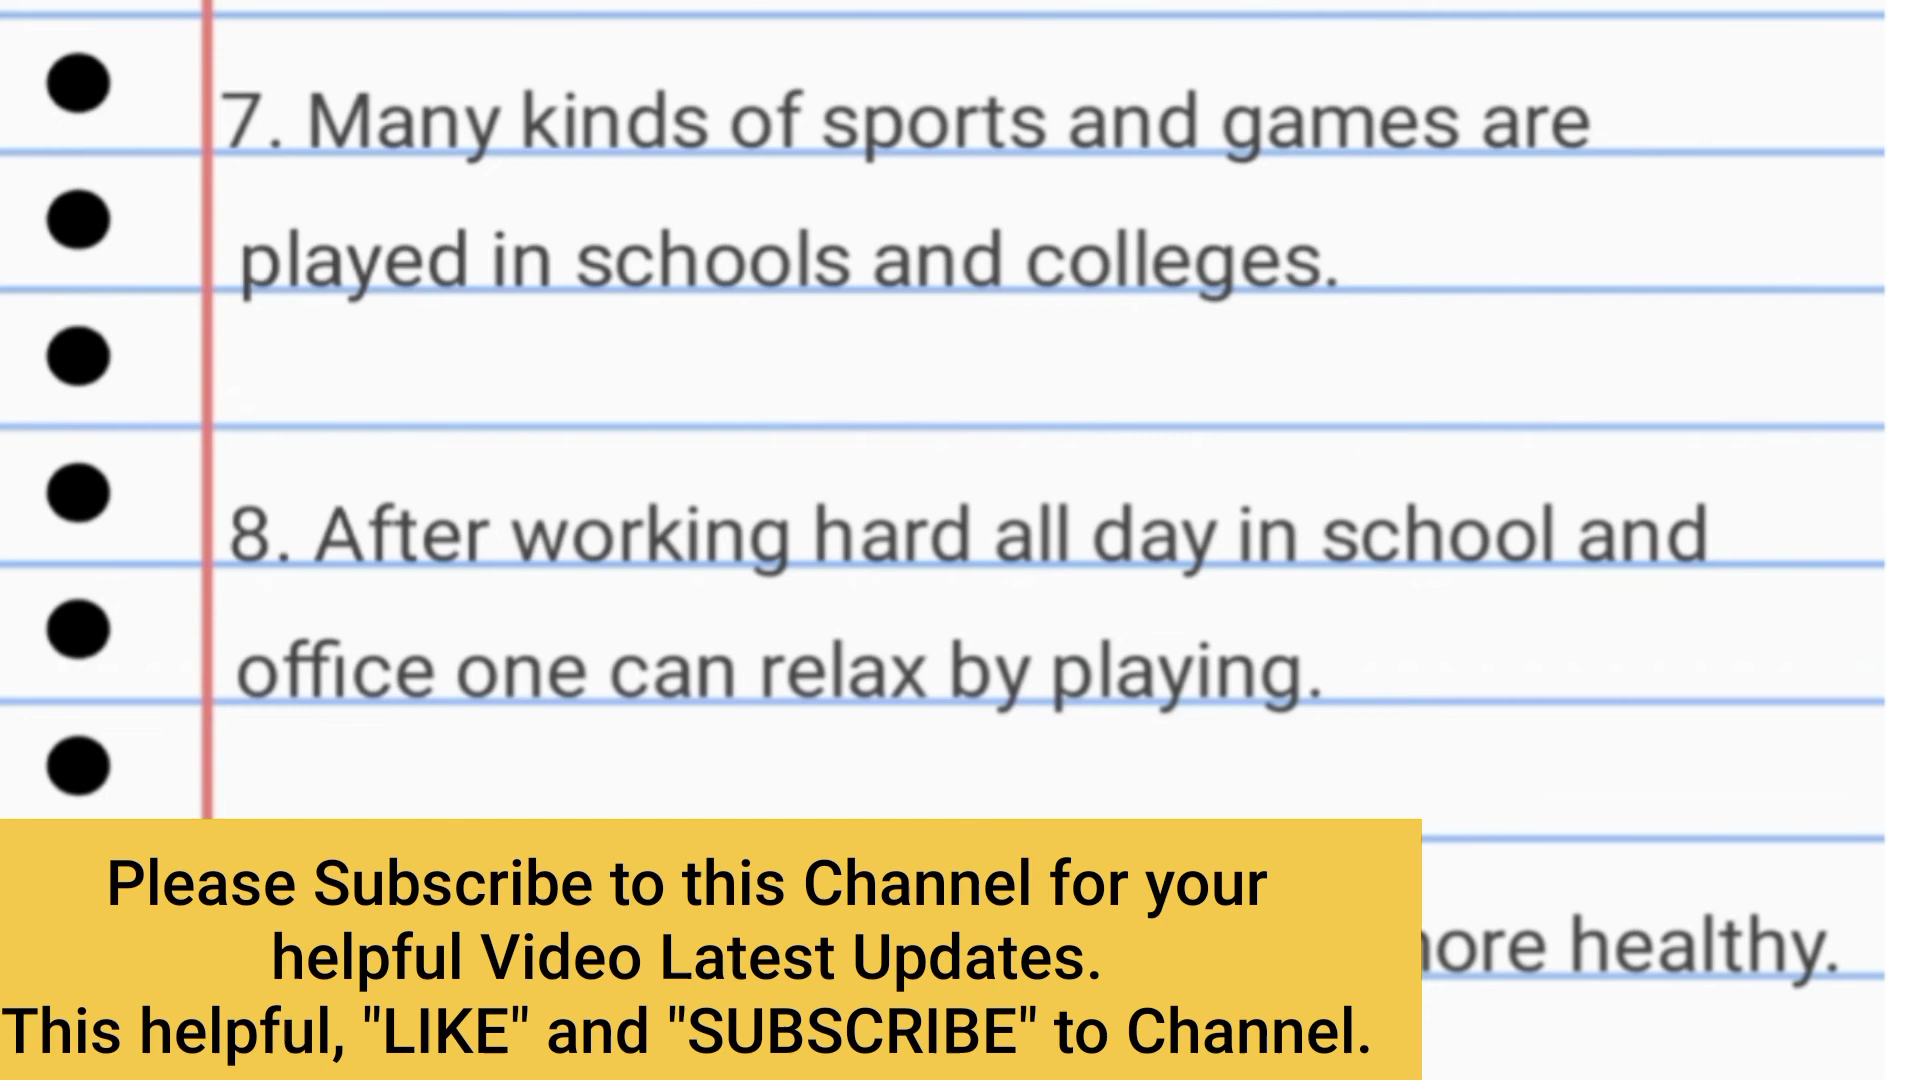 7. Many kinds of sports and games are
played in schools and colleges.
8. After working hard all day in school and
office one can relax by playing.
healthy.
Please Subscribe to this Channel for your
helpful Video Latest Updates.
This helpful, "LIKE" and "SUBSCRIBE" to Channel.